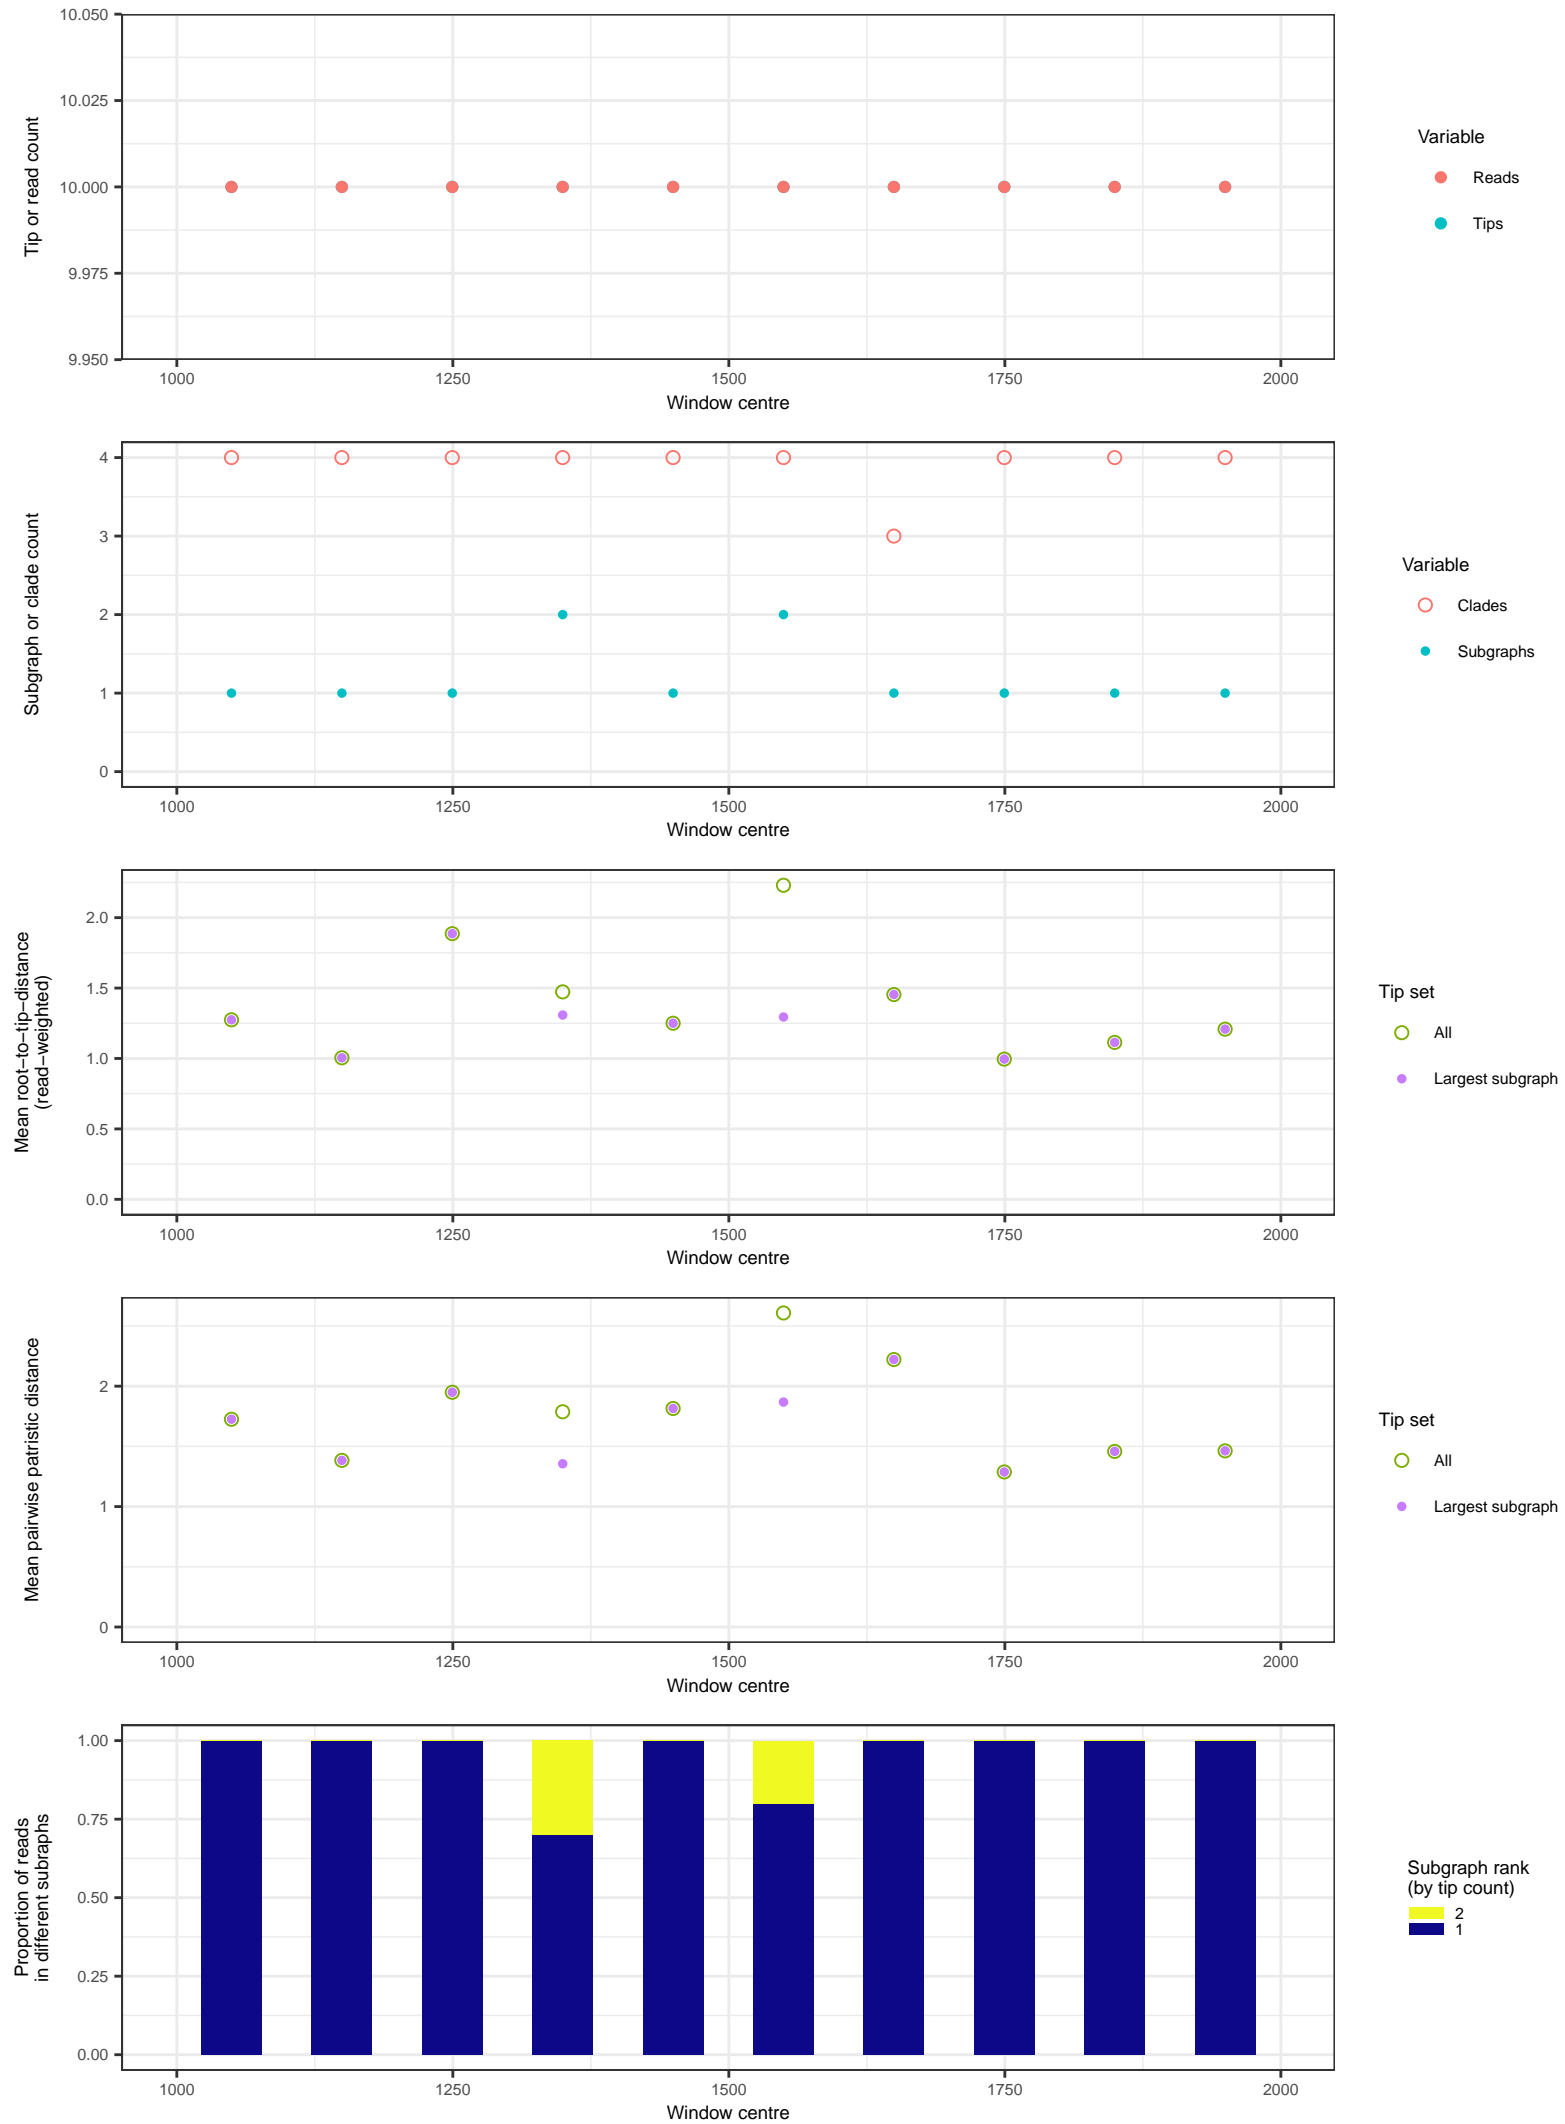 10.050
10.025
10.000
9.975
9.950
Tip or read count
1000 1250 1500 1750 2000
Window centre
Variable
Reads
Tips
4
3
2
1
0
Subgraph or clade count
1000 1250 1500 1750 2000
Window centre
Variable
Clades
Subgraphs
2.0
1.5
1.0
0.5
0.0
Mean root−to−tip−distance
(read−weighted)
1000 1250 1500 1750 2000
Window centre
Tip set
All
Largest subgraph
2
1
0
Mean pairwise patristic distance
1000 1250 1500 1750 2000
Window centre
Tip set
All
Largest subgraph
1.00
0.75
0.50
0.25
0.00
Proportion of reads
in different subraphs
1000 1250 1500 1750 2000
Window centre
Subgraph rank
(by tip count)
2
1